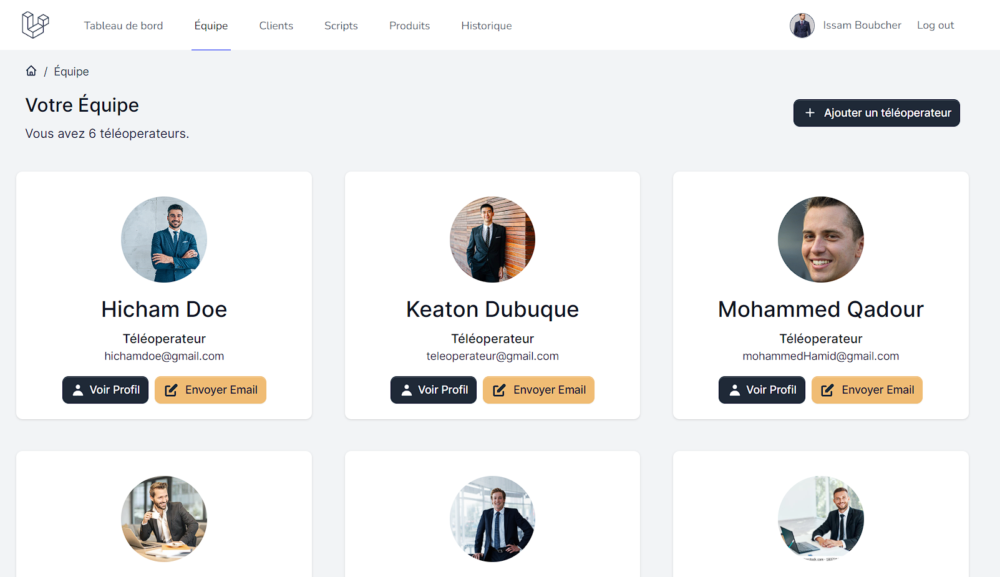 Tableau de bord Équipe Clients Scripts Produits Historique Issam Boubcher Log out
/ Équipe
Votre Équipe
Ajouter un téléoperateur
Vous avez 6 téléoperateurs.
Hicham Doe
Téléoperateur
hichamdoe@gmail.com
Voir Profil Envoyer Email
Keaton Dubuque
Téléoperateur
teleoperateur@gmail.com
Voir Profil Envoyer Email
Mohammed Qadour
Téléoperateur
mohammedHamid@gmail.com
Voir Profil Envoyer Email